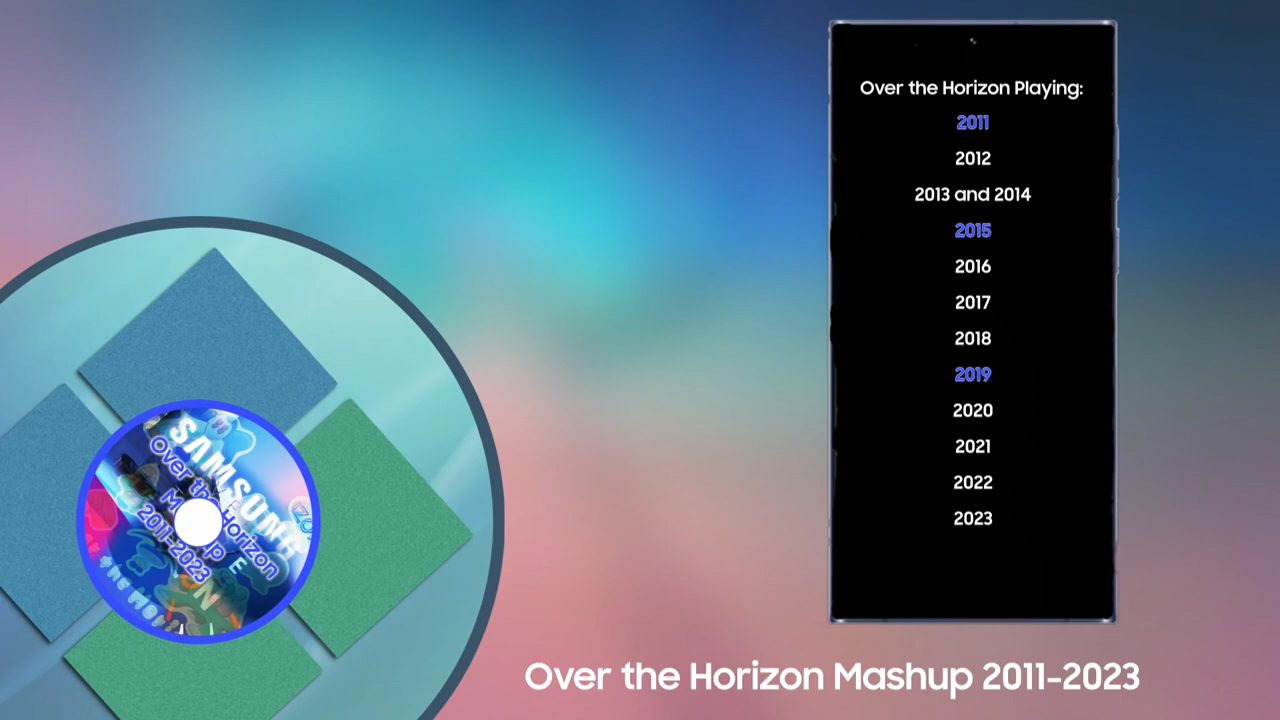 Over the Horizon Playing:
2011
2012
2013 and 2014
2015
2016
2017
2018
2019
2020
2021
2022
2023
SAMSUNG
Over the Horizon
Mashup
2011-2023
Over the Horizon Mashup 2011-2023